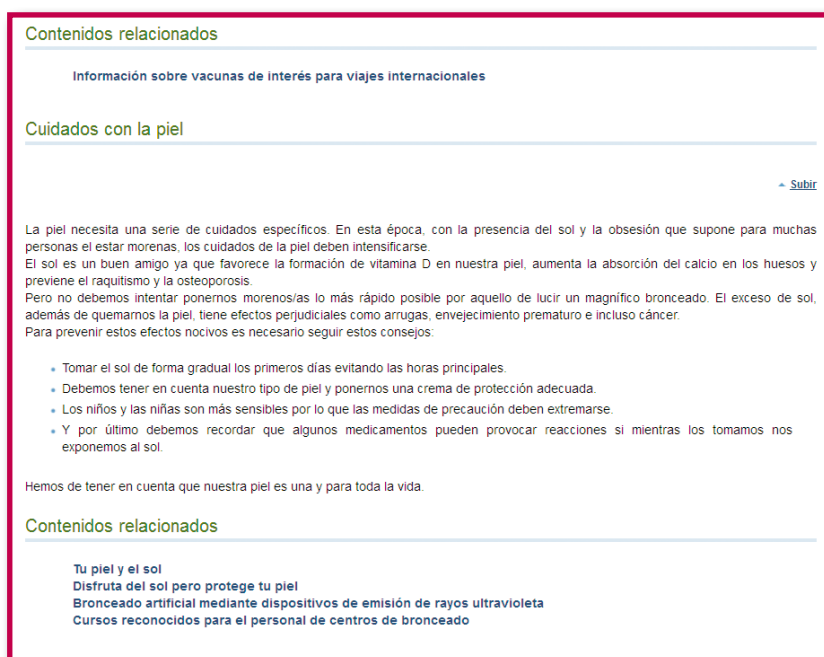 Contenidos relacionados
Información sobre vacunas de interés para viajes internacionales
Cuidados con la piel
Subir
La piel necesita una serie de cuidados específicos. En esta época, con la presencia del sol y la obsesión que supone para muchas
personas el estar morenas, los cuidados de la piel deben intensificarse.
El sol es un buen amigo ya que favorece la formación de vitamina D en nuestra piel, aumenta la absorción del calcio en los huesos y
previene el raquitismo y la osteoporosis.
Pero no debemos intentar ponernos morenos/as lo más rápido posible por aquello de lucir un magnífico bronceado. El exceso de sol,
además de quemarnos la piel, tiene efectos perjudiciales como arrugas, envejecimiento prematuro e incluso cáncer.
Para prevenir estos efectos nocivos es necesario seguir estos consejos:
Tomar el sol de forma gradual los primeros días evitando las horas principales.
Debemos tener en cuenta nuestro tipo de piel y ponernos una crema de protección adecuada.
Los niños y las niñas son más sensibles por lo que las medidas de precaución deben extremarse.
Y por último debemos recordar que algunos medicamentos pueden provocar reacciones si mientras los tomamos nos
exponemos al sol.
Hemos de tener en cuenta que nuestra piel es una y para toda la vida.
Contenidos relacionados
Tu piel y el sol
Disfruta del sol pero protege tu piel
Bronceado artificial mediante dispositivos de emisión de rayos ultravioleta
Cursos reconocidos para el personal de centros de bronceado